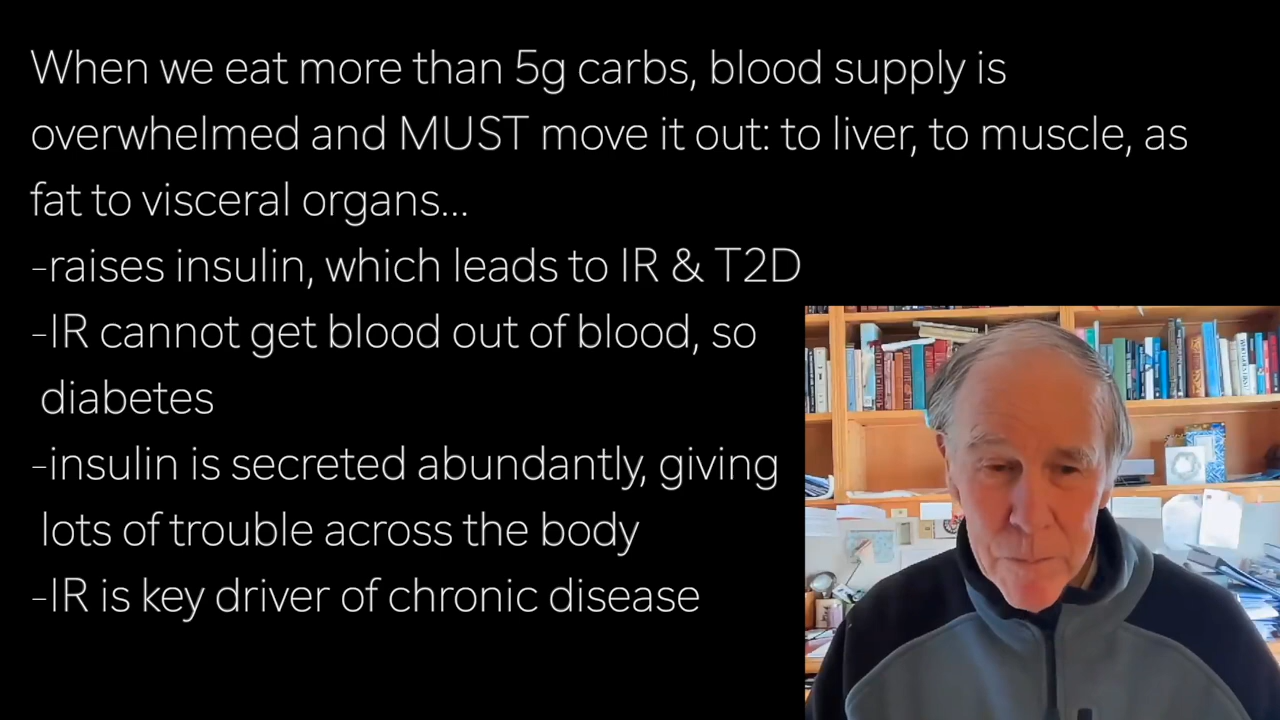 When we eat more than 5g carbs, blood supply is
overwhelmed and MUST move it out: to liver, to muscle, as
fat to visceral organs...
-raises insulin, which leads to IR & T2D
-IR cannot get blood out of blood, so
diabetes
-insulin is secreted abundantly, giving
lots of trouble across the body
-IR is key driver of chronic disease